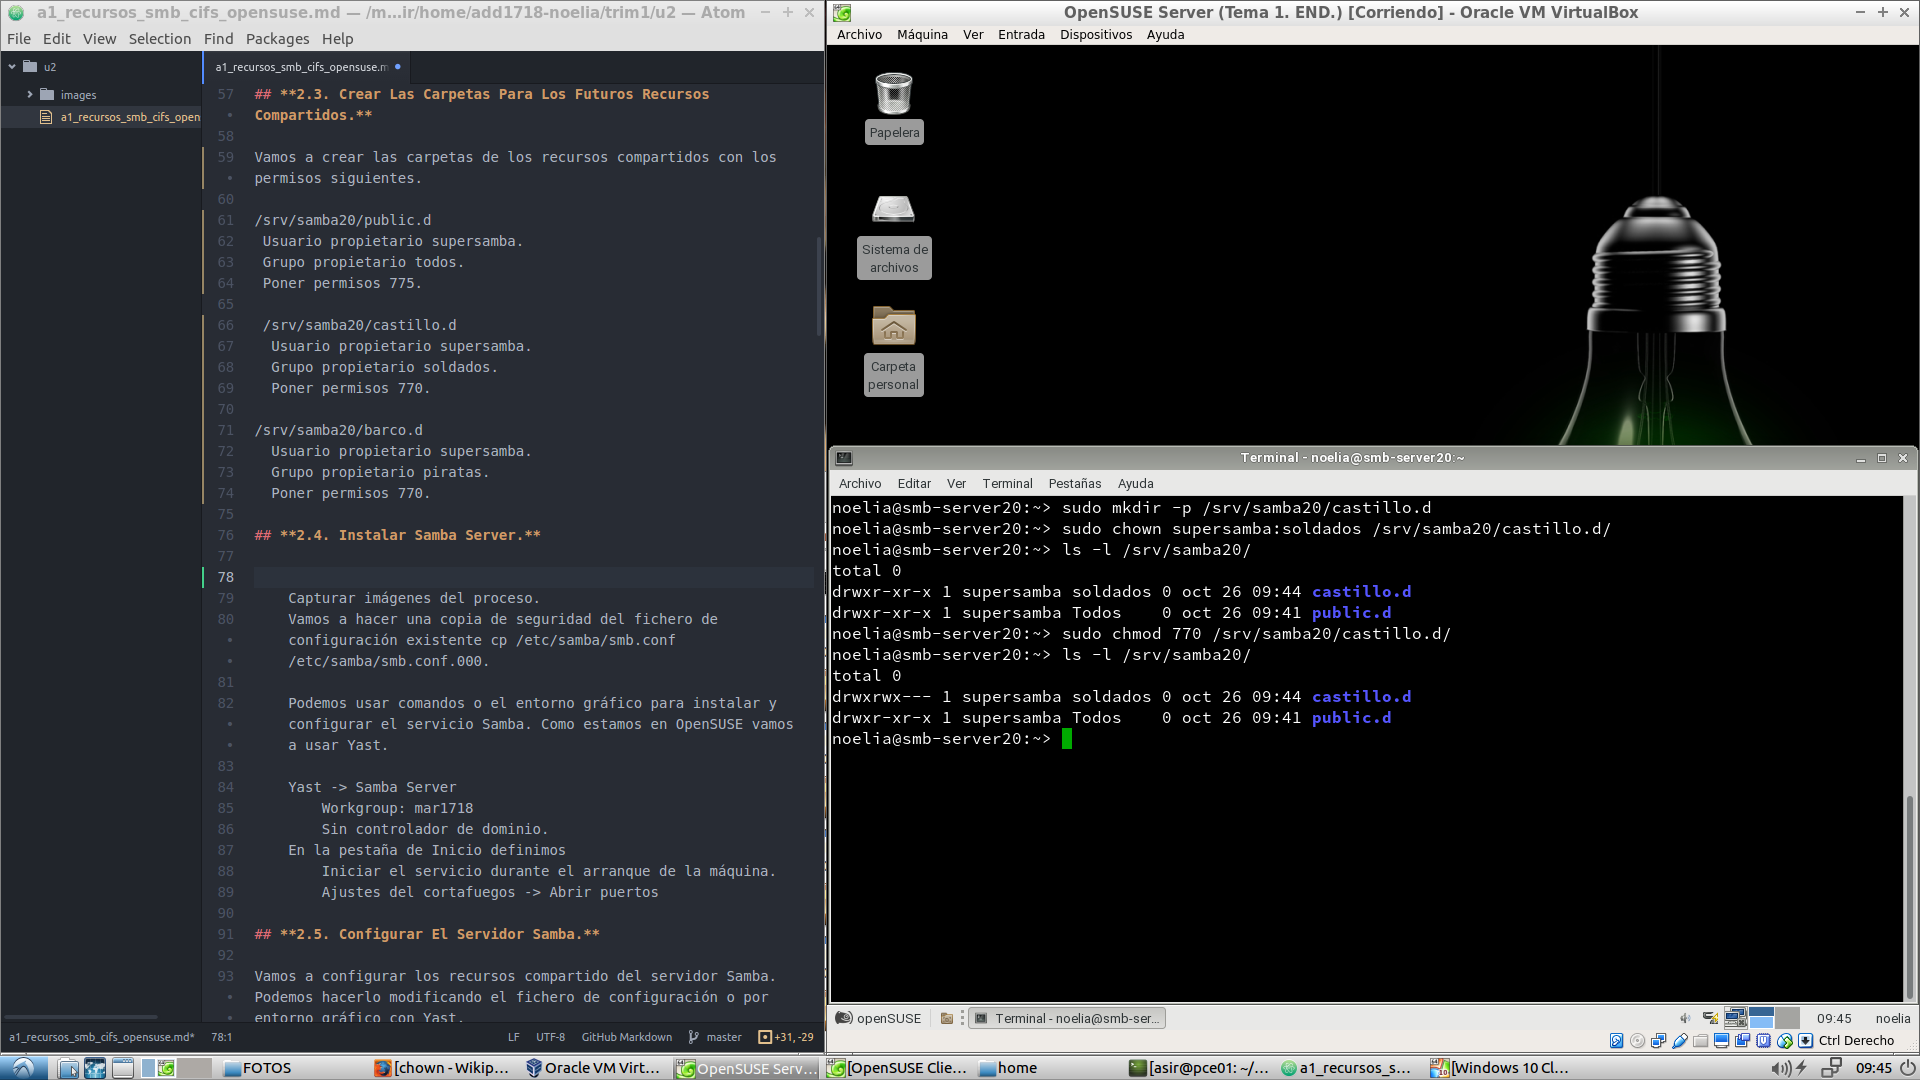 a1_recursos_smb_cifs_opensuse.md — /m...ir/home/add1718-noelia/trim1/u2 — Atom
File Edit View Selection Find Packages Help
u2
images
a1_recursos_smb_cifs_open
a1_recursos_smb_cifs_opensuse.m
57 ## **2.3. Crear Las Carpetas Para Los Futuros Recursos
• Compartidos.**
58
59 Vamos a crear las carpetas de los recursos compartidos con los
• permisos siguientes.
60
61 /srv/samba20/public.d
62 Usuario propietario supersamba.
63 Grupo propietario todos.
64 Poner permisos 775.
65
66 /srv/samba20/castillo.d
67 Usuario propietario supersamba.
68 Grupo propietario soldados.
69 Poner permisos 770.
70
71 /srv/samba20/barco.d
72 Usuario propietario supersamba.
73 Grupo propietario piratas.
74 Poner permisos 770.
75
76 ## **2.4. Instalar Samba Server.**
77
78
79 Capturar imágenes del proceso.
80 Vamos a hacer una copia de seguridad del fichero de
• configuración existente cp /etc/samba/smb.conf
• /etc/samba/smb.conf.000.
81
82 Podemos usar comandos o el entorno gráfico para instalar y
• configurar el servicio Samba. Como estamos en OpenSUSE vamos
• a usar Yast.
83
84 Yast -> Samba Server
85 Workgroup: mar1718
86 Sin controlador de dominio.
87 En la pestaña de Inicio definimos
88 Iniciar el servicio durante el arranque de la máquina.
89 Ajustes del cortafuegos -> Abrir puertos
90
91 ## **2.5. Configurar El Servidor Samba.**
92
93 Vamos a configurar los recursos compartido del servidor Samba.
• Podemos hacerlo modificando el fichero de configuración o por
• entorno gráfico con Yast.
a1_recursos_smb_cifs_opensuse.md* 78:1 LF UTF-8 GitHub Markdown master +31, -29
OpenSUSE Server (Tema 1. END.) [Corriendo] - Oracle VM VirtualBox
Archivo Máquina Ver Entrada Dispositivos Ayuda
Papelera
Sistema de
archivos
Carpeta
personal
Terminal - noelia@smb-server20:~
Archivo Editar Ver Terminal Pestañas Ayuda
noelia@smb-server20:~> sudo mkdir -p /srv/samba20/castillo.d
noelia@smb-server20:~> sudo chown supersamba:soldados /srv/samba20/castillo.d/
noelia@smb-server20:~> ls -l /srv/samba20/
total 0
drwxr-xr-x 1 supersamba soldados 0 oct 26 09:44 castillo.d
drwxr-xr-x 1 supersamba Todos    0 oct 26 09:41 public.d
noelia@smb-server20:~> sudo chmod 770 /srv/samba20/castillo.d/
noelia@smb-server20:~> ls -l /srv/samba20/
total 0
drwxrwx--- 1 supersamba soldados 0 oct 26 09:44 castillo.d
drwxr-xr-x 1 supersamba Todos    0 oct 26 09:41 public.d
noelia@smb-server20:~>
openSUSE Terminal - noelia@smb-ser... 09:45 noelia
Ctrl Derecho
FOTOS [chown - Wikip... Oracle VM Virt... OpenSUSE Serv... [OpenSUSE Clie... home [asir@pce01: ~/... a1_recursos_s... [Windows 10 Cl... 09:45